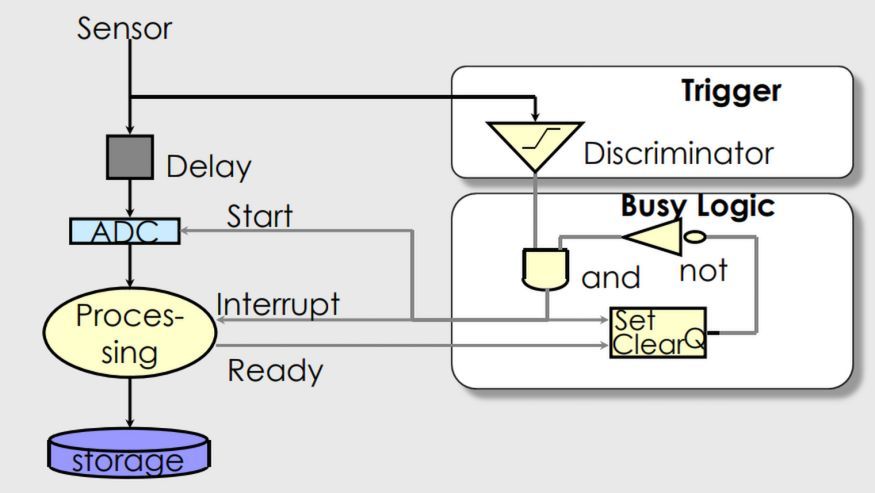 Sensor
Trigger
Delay
Discriminator
Start
Busy Logic
ADC
and
not
Interrupt
Proces-
sing
Set
Clear
Q
Ready
storage